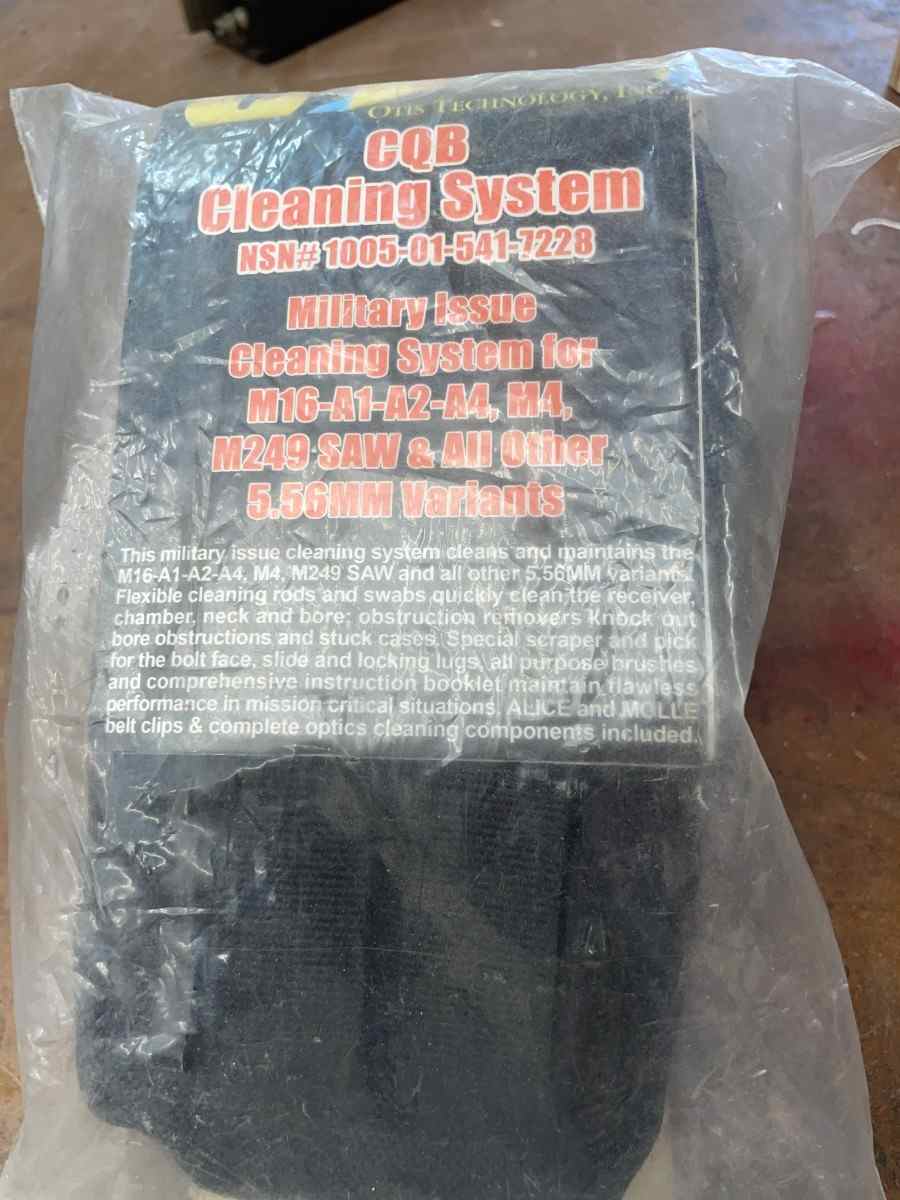 OTIS TECHNOLOGY, INC
CQB
Cleaning System
NSN# 1005-01-541-7228
Military Issue
Cleaning System for
M16-A1-A2-A4, M4,
M249 SAW & All Other
5.56MM Variants
This military issue cleaning system cleans and maintains the
M16-A1-A2-A4, M4, M249 SAW and all other 5.56MM variants.
Flexible cleaning rods and swabs quickly clean the receiver,
chamber, neck and bore; obstruction removers knock out
bore obstructions and stuck cases. Special scraper and pick
for the bolt face, slide and locking lugs, all purpose brushes
and comprehensive instruction booklet maintain flawless
performance in mission critical situations. ALICE and MOLLE
belt clips & complete optics cleaning components included.